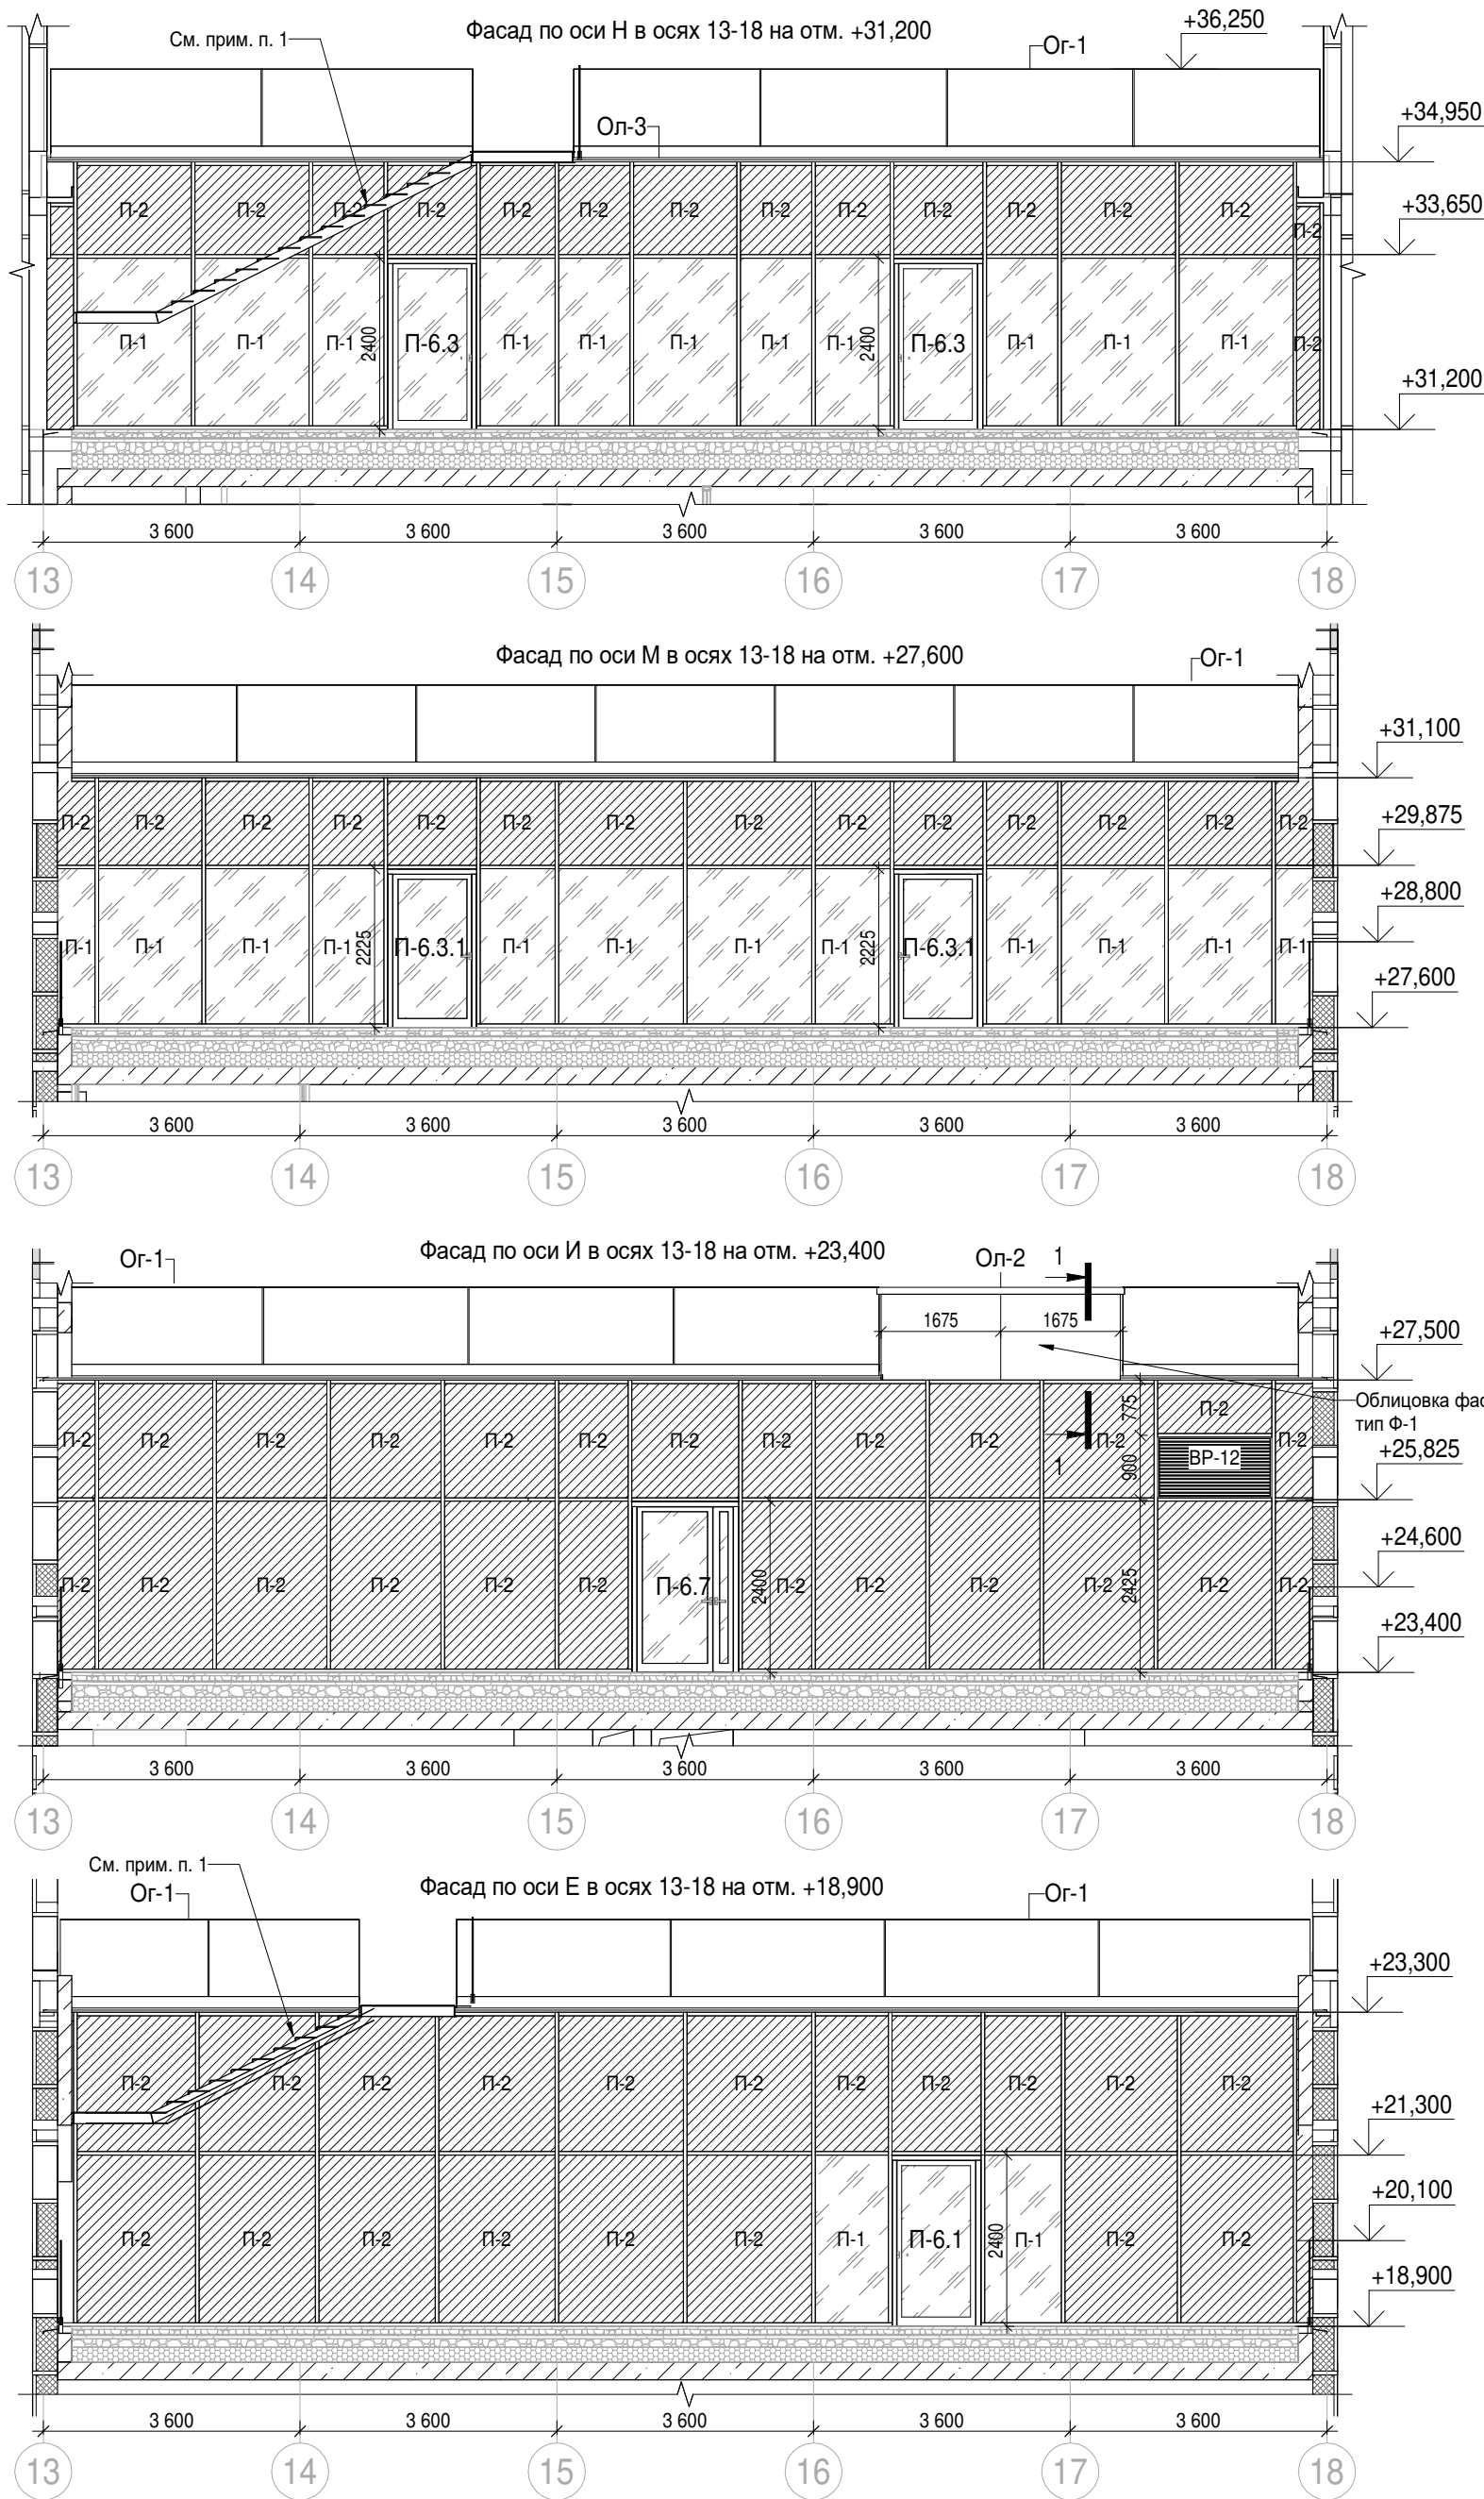 Фасад по оси Н в осях 13-18 на отм. +31,200
См. прим. п. 1
+36,250
Ог-1
Ол-3
+34,950
П-2 П-2 П-2 П-2 П-2 П-2 П-2 П-2 П-2 П-2 П-2 П-2 П-2
П-2
+33,650
П-1 П-1 П-1 2400 П-6.3 П-1 П-1 П-1 П-1 П-1 2400 П-6.3 П-1 П-1 П-1 П-2
+31,200
3 600 3 600 3 600 3 600 3 600
13 14 15 16 17 18
Фасад по оси М в осях 13-18 на отм. +27,600
Ог-1
+31,100
П-2 П-2 П-2 П-2 П-2 П-2 П-2 П-2 П-2 П-2 П-2 П-2 П-2 П-2
+29,875
+28,800
П-1 П-1 П-1 П-1 2225 П-6.3.1 П-1 П-1 П-1 П-1 2225 П-6.3.1 П-1 П-1 П-1 П-1
+27,600
3 600 3 600 3 600 3 600 3 600
13 14 15 16 17 18
Фасад по оси И в осях 13-18 на отм. +23,400
Ог-1
Ол-2
1
1675 1675
+27,500
Облицовка фас
тип Ф-1
775
П-2
П-2 П-2 П-2 П-2 П-2 П-2 П-2 П-2 П-2 П-2 П-2 П-2
ВР-12
900
1
+25,825
+24,600
П-2 П-2 П-2 П-2 П-2 П-2 П-6.7 2400 П-2 П-2 П-2 П-2 2425 П-2 П-2
+23,400
3 600 3 600 3 600 3 600 3 600
13 14 15 16 17 18
См. прим. п. 1
Фасад по оси Е в осях 13-18 на отм. +18,900
Ог-1
Ог-1
+23,300
П-2 П-2 П-2 П-2 П-2 П-2 П-2 П-2 П-2 П-2 П-2
+21,300
+20,100
П-2 П-2 П-2 П-2 П-2 П-2 П-1 П-6.1 2400 П-1 П-2 П-2
+18,900
3 600 3 600 3 600 3 600 3 600
13 14 15 16 17 18